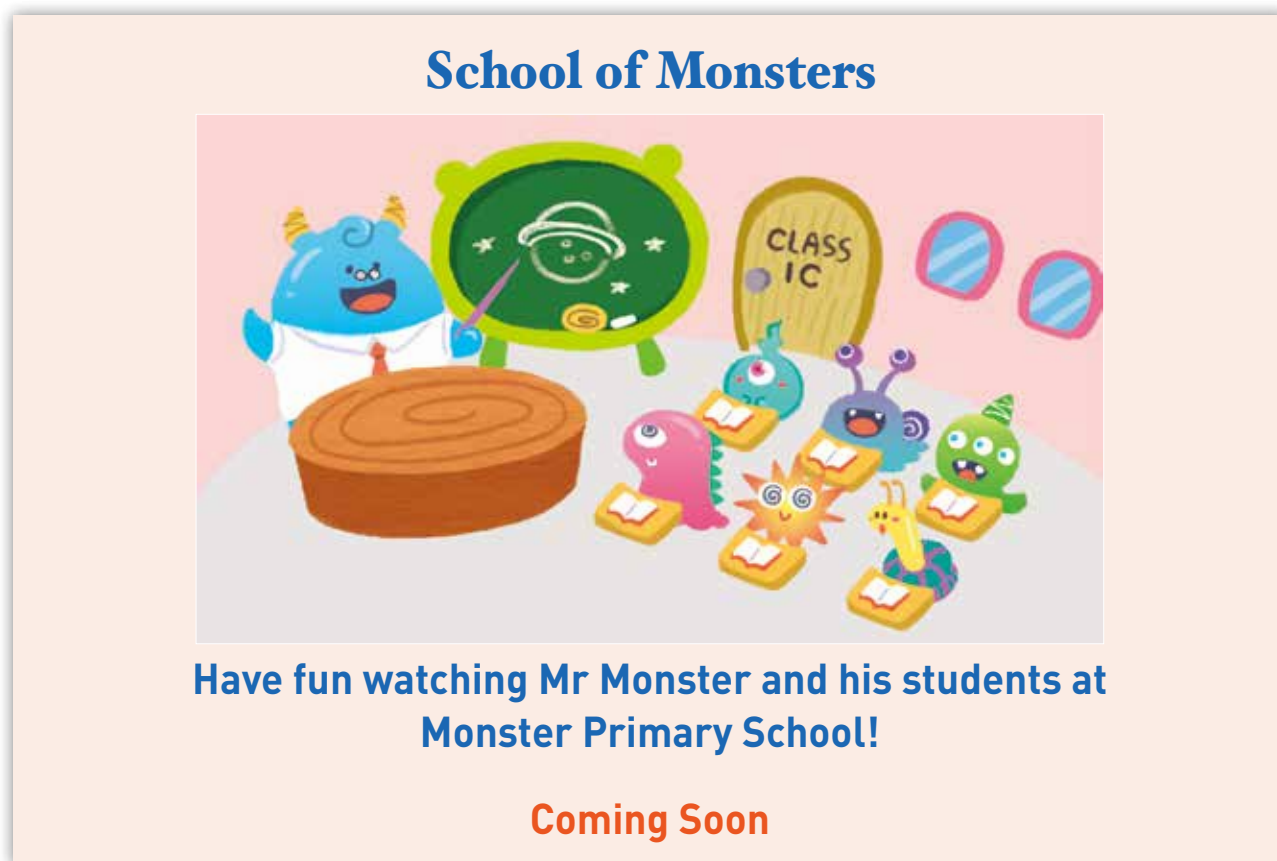 School of Monsters
CLASS
1C
Have fun watching Mr Monster and his students at
Monster Primary School!
Coming Soon